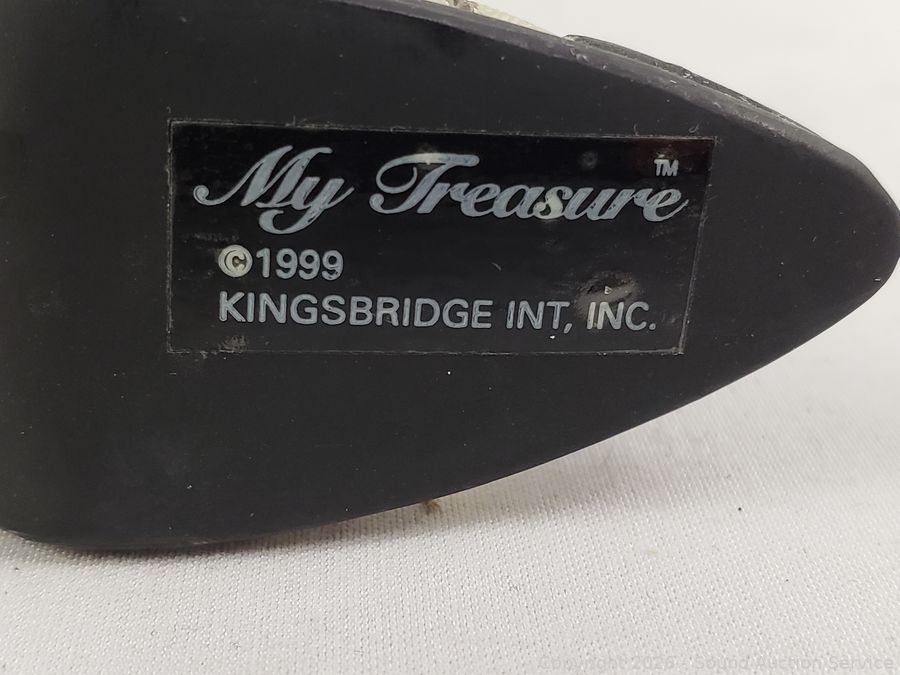 My Treasure™
©1999
KINGSBRIDGE INT, INC.
Copyright 2026 - Sound Auction Service